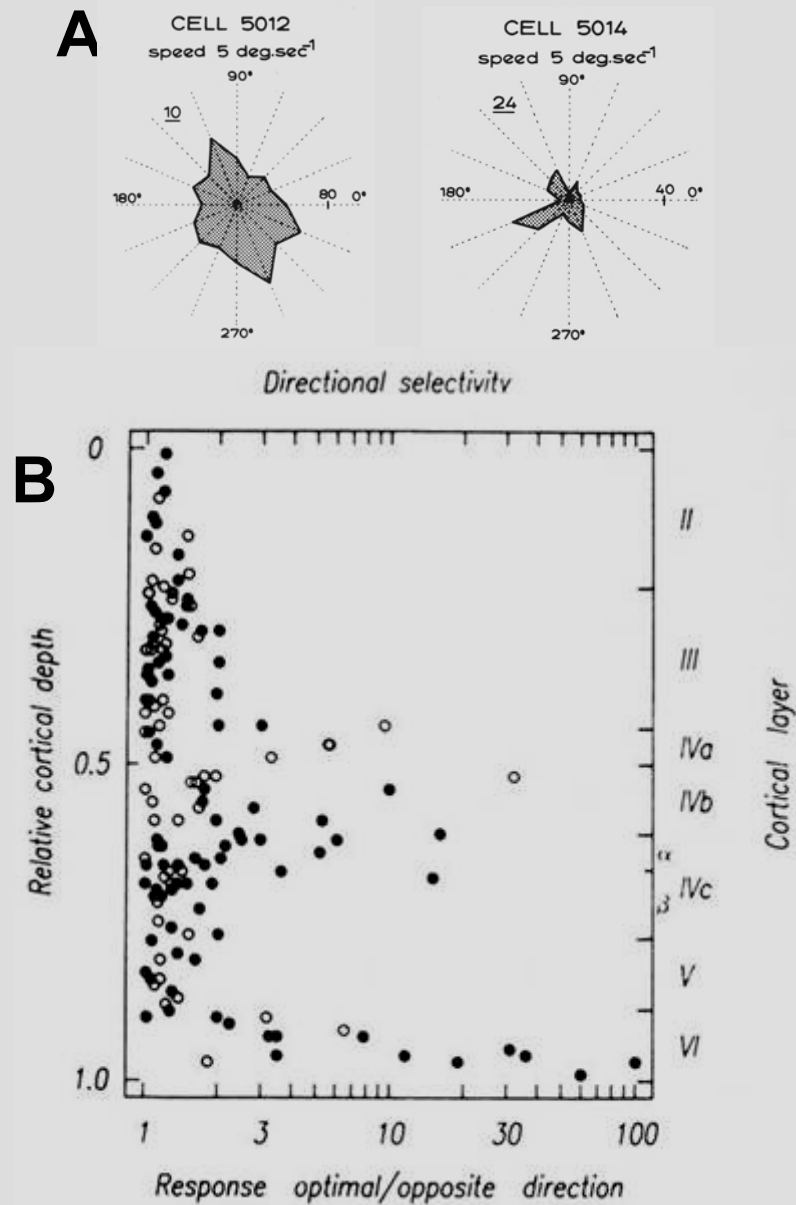 A
CELL 5012
speed 5 deg.sec⁻¹
90°
10
180°
80 0°
270°
CELL 5014
speed 5 deg.sec⁻¹
90°
24
180°
40 0°
270°
B
Directional selectivity
0
0.5
1.0
Relative cortical depth
II
III
IVa
IVb
α
IVc
β
V
VI
Cortical layer
1 3 10 30 100
Response optimal/opposite direction